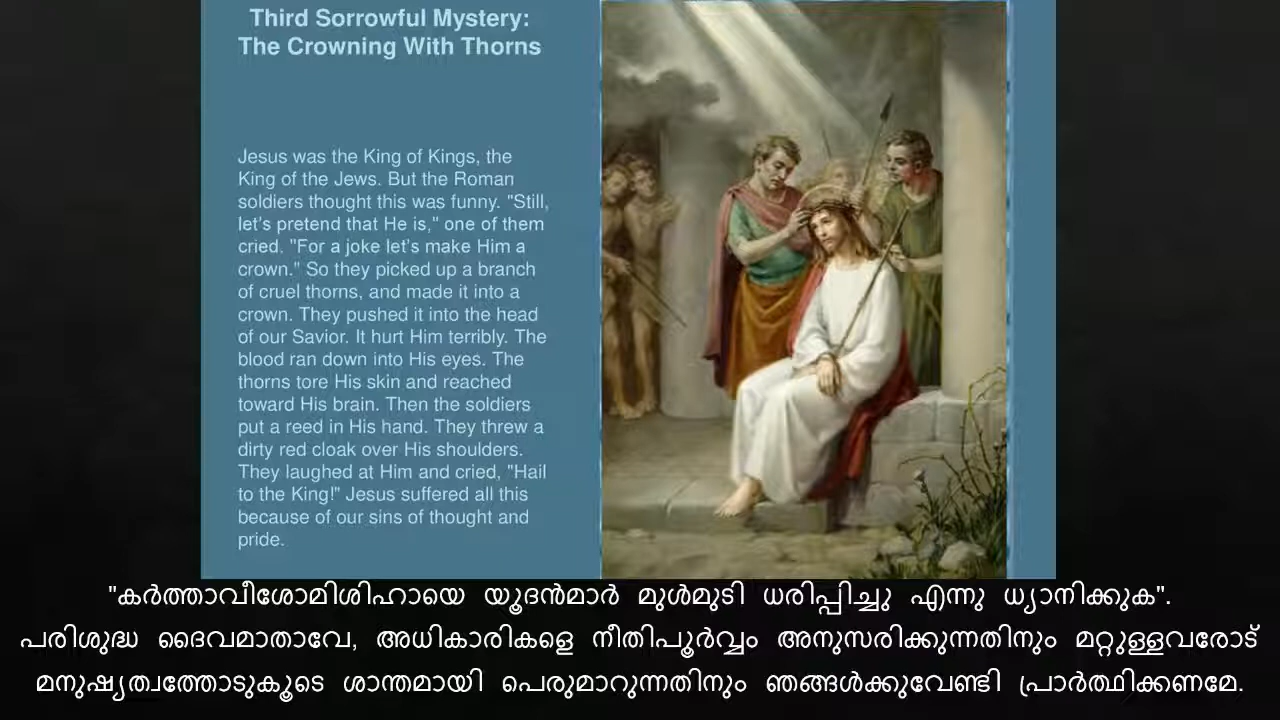 Third Sorrowful Mystery:
The Crowning With Thorns
Jesus was the King of Kings, the
King of the Jews. But the Roman
soldiers thought this was funny. "Still,
let's pretend that He is," one of them
cried. "For a joke let's make Him a
crown." So they picked up a branch
of cruel thorns, and made it into a
crown. They pushed it into the head
of our Savior. It hurt Him terribly. The
blood ran down into His eyes. The
thorns tore His skin and reached
toward His brain. Then the soldiers
put a reed in His hand. They threw a
dirty red cloak over His shoulders.
They laughed at Him and cried, "Hail
to the King!" Jesus suffered all this
because of our sins of thought and
pride.
"കർത്താവീശോമിശിഹായെ യൂദൻമാർ മുൾമുടി ധരിപ്പിച്ചു എന്നു ധ്യാനിക്കുക".
പരിശുദ്ധ ദൈവമാതാവേ, അധികാരികളെ നീതിപൂർവ്വം അനുസരിക്കുന്നതിനും മറ്റുള്ളവരോട്
മനുഷ്യത്വത്തോടുകൂടെ ശാന്തമായി പെരുമാറുന്നതിനും ഞങ്ങൾക്കുവേണ്ടി പ്രാർത്ഥിക്കണമേ.